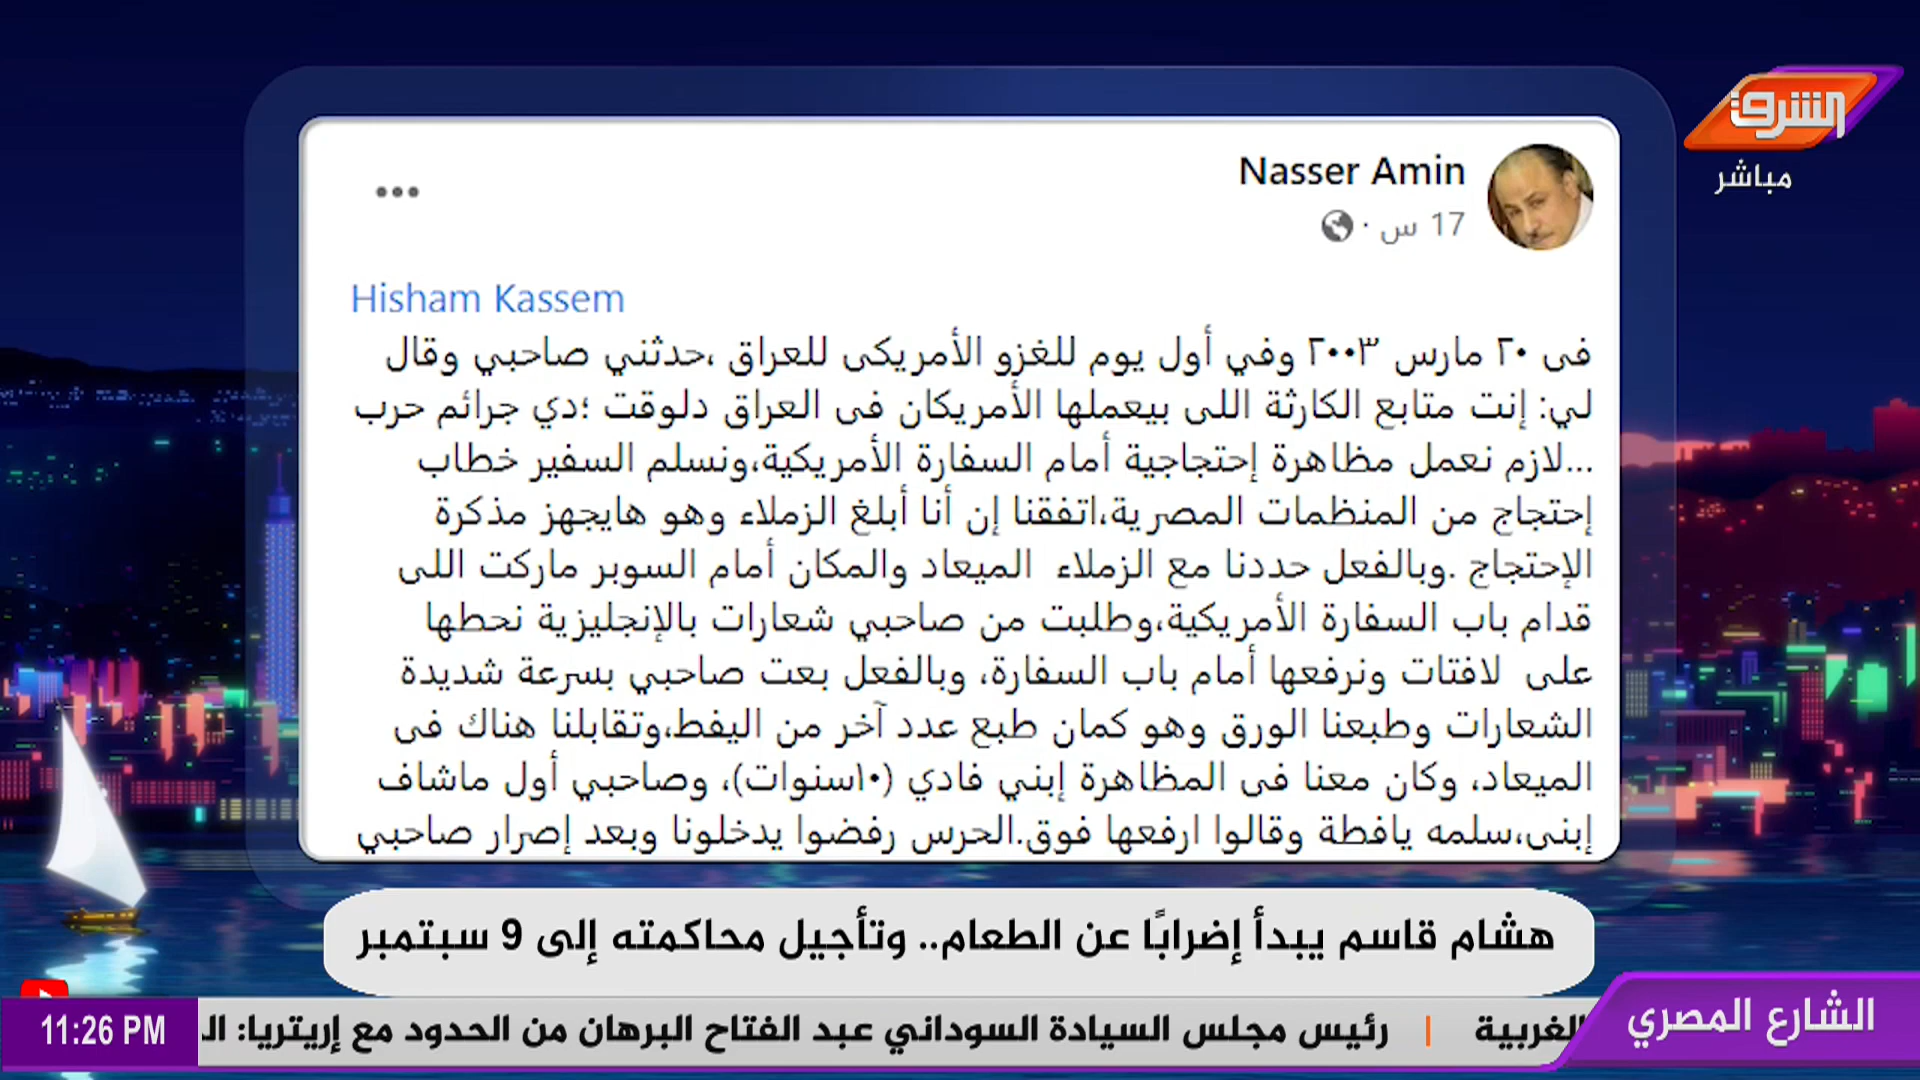 الشرق
مباشر
Nasser Amin
17 س ·
Hisham Kassem
فى ٢٠ مارس ٢٠٠٣ وفي أول يوم للغزو الأمريكى للعراق ،حدثني صاحبي وقال
لي: إنت متابع الكارثة اللى بيعملها الأمريكان فى العراق دلوقت ؛دي جرائم حرب
...لازم نعمل مظاهرة إحتجاجية أمام السفارة الأمريكية،ونسلم السفير خطاب
إحتجاج من المنظمات المصرية،اتفقنا إن أنا أبلغ الزملاء وهو هايجهز مذكرة
الإحتجاج .وبالفعل حددنا مع الزملاء الميعاد والمكان أمام السوبر ماركت اللى
قدام باب السفارة الأمريكية،وطلبت من صاحبي شعارات بالإنجليزية نحطها
على لافتات ونرفعها أمام باب السفارة، وبالفعل بعت صاحبي بسرعة شديدة
الشعارات وطبعنا الورق وهو كمان طبع عدد آخر من اليفط،وتقابلنا هناك فى
الميعاد، وكان معنا فى المظاهرة إبني فادي (١٠سنوات)، وصاحبي أول ماشاف
إبنى،سلمه يافطة وقالوا ارفعها فوق.الحرس رفضوا يدخلونا وبعد إصرار صاحبي
هشام قاسم يبدأ إضرابًا عن الطعام.. وتأجيل محاكمته إلى 9 سبتمبر
الشارع المصري
لغربية | رئيس مجلس السيادة السوداني عبد الفتاح البرهان من الحدود مع إريتريا: ال
11:26 PM